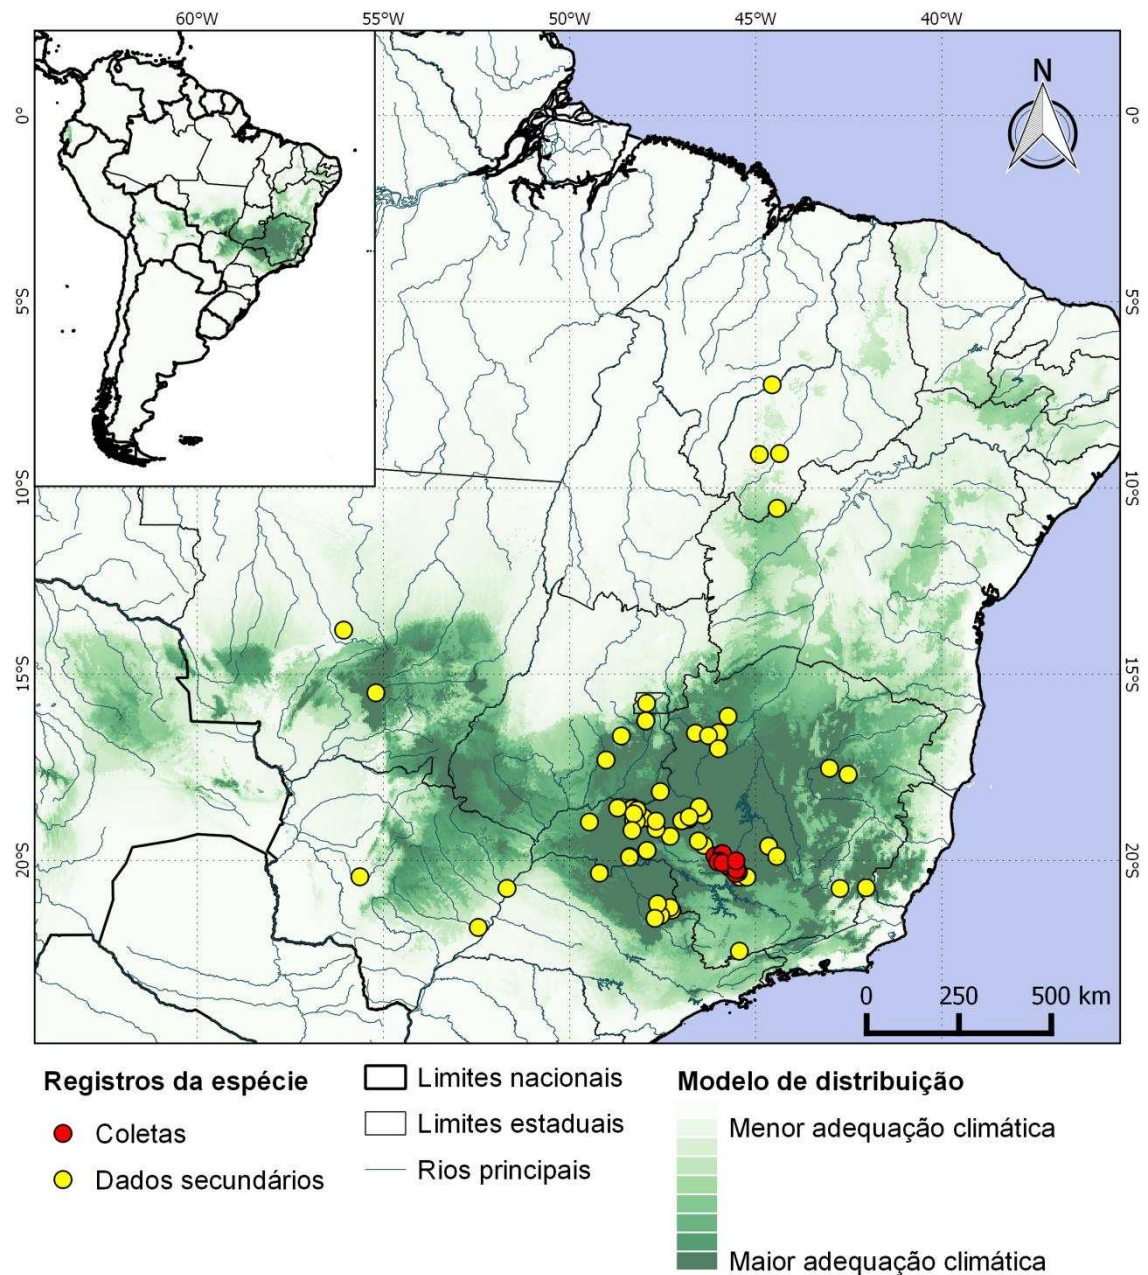 60°W 55°W 50°W 45°W 40°W
N
0° 0°
5°S 5°S
10°S 10°S
15°S 15°S
20°S 20°S
0 250 500 km
Registros da espécie
Coletas
Dados secundários
Limites nacionais
Limites estaduais
Rios principais
Modelo de distribuição
Menor adequação climática
Maior adequação climática